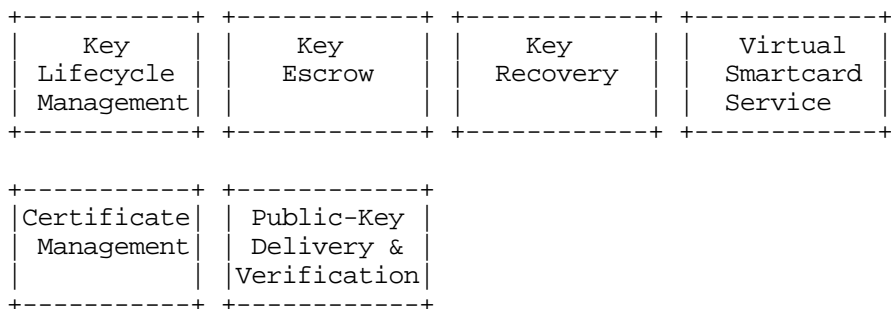 +-----------+ +------------+ +------------+ +------------+
|    Key    | |    Key     | |    Key     | |  Virtual   |
| Lifecycle | |   Escrow   | |  Recovery  | | Smartcard  |
| Management| |            | |            | | Service    |
+-----------+ +------------+ +------------+ +------------+
+-----------+ +------------+
|Certificate| | Public-Key |
| Management| | Delivery & |
|           | |Verification|
+-----------+ +------------+